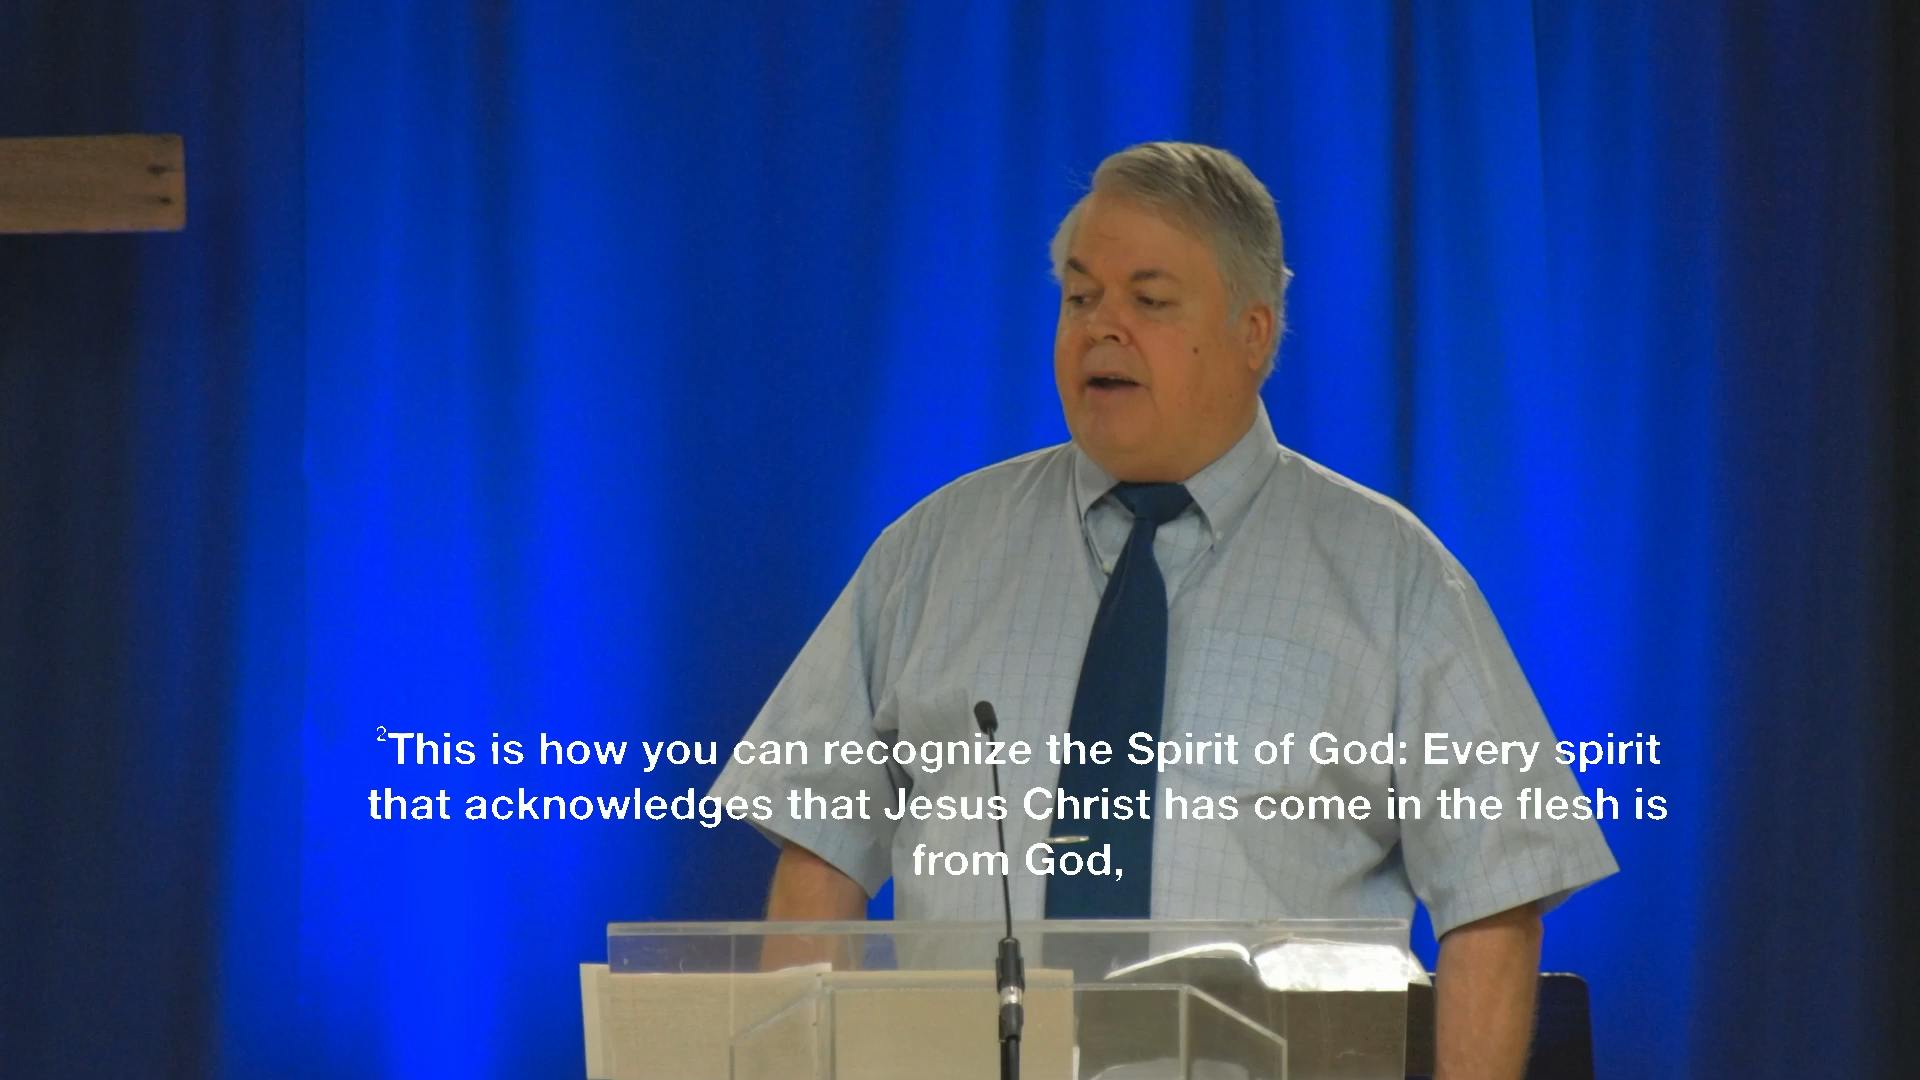 ²This is how you can recognize the Spirit of God: Every spirit
that acknowledges that Jesus Christ has come in the flesh is
from God,